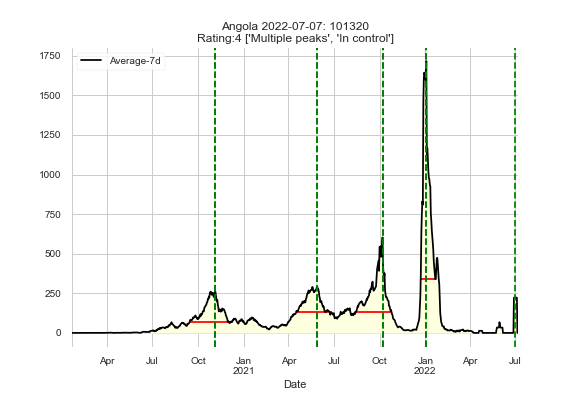 Angola 2022-07-07: 101320
Rating:4 ['Multiple peaks', 'In control']
Average-7d
1750
1500
1250
1000
750
500
250
0
Apr Jul Oct Jan Apr Jul Oct Jan Apr Jul
2021 2022
Date